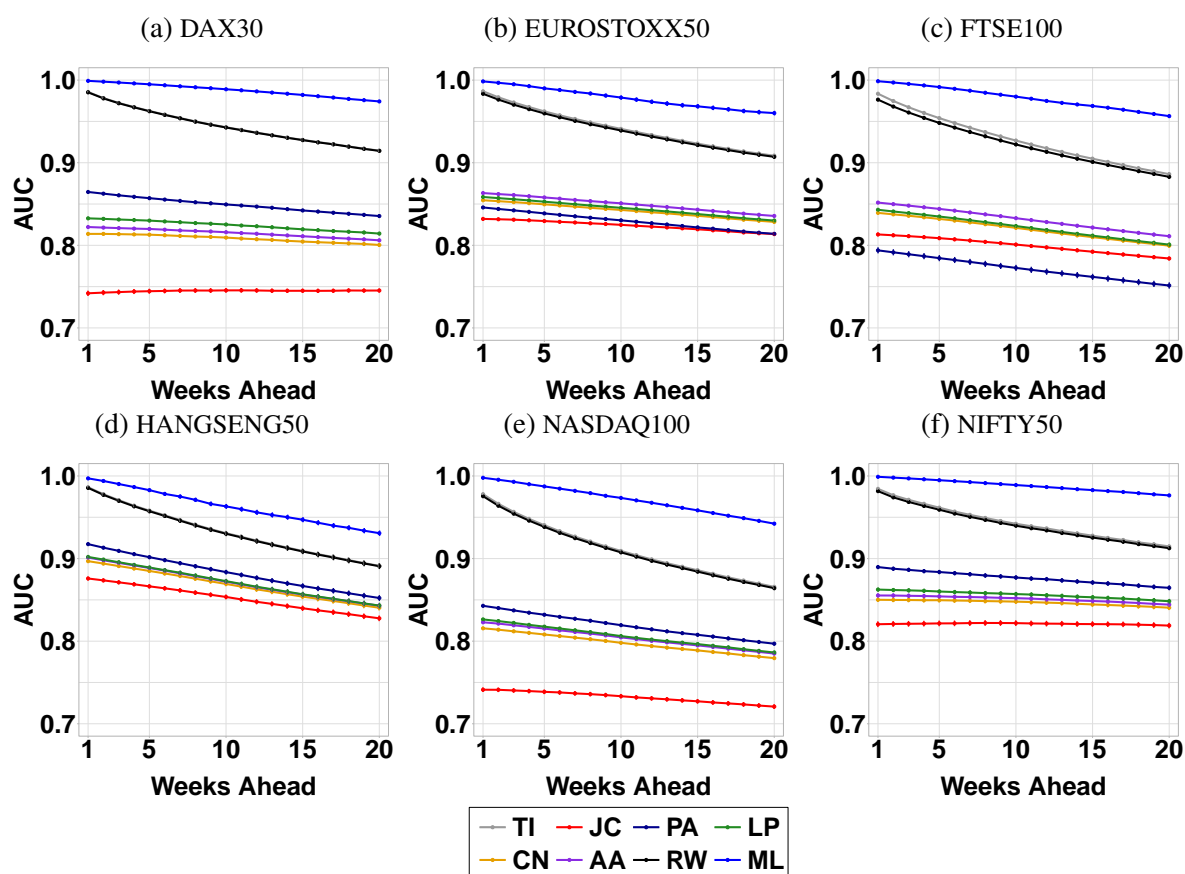 (a) DAX30
(b) EUROSTOXX50
(c) FTSE100
1.0
0.9
0.8
0.7
AUC
1 5 10 15 20
Weeks Ahead
1.0
0.9
0.8
0.7
AUC
1 5 10 15 20
Weeks Ahead
1.0
0.9
0.8
0.7
AUC
1 5 10 15 20
Weeks Ahead
(d) HANGSENG50
(e) NASDAQ100
(f) NIFTY50
1.0
0.9
0.8
0.7
AUC
1 5 10 15 20
Weeks Ahead
1.0
0.9
0.8
0.7
AUC
1 5 10 15 20
Weeks Ahead
1.0
0.9
0.8
0.7
AUC
1 5 10 15 20
Weeks Ahead
TI JC PA LP
CN AA RW ML